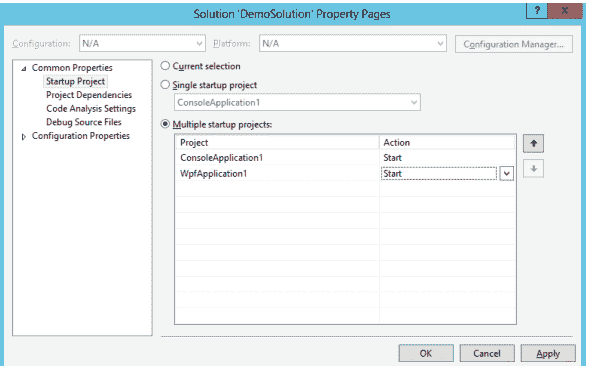 Solution 'DemoSolution' Property Pages
? x
Configuration: N/A Platform: N/A Configuration Manager...
Common Properties
Startup Project
Project Dependencies
Code Analysis Settings
Debug Source Files
Configuration Properties
Current selection
Single startup project
ConsoleApplication1
Multiple startup projects:
Project Action
ConsoleApplication1 Start
WpfApplication1 Start
OK Cancel Apply